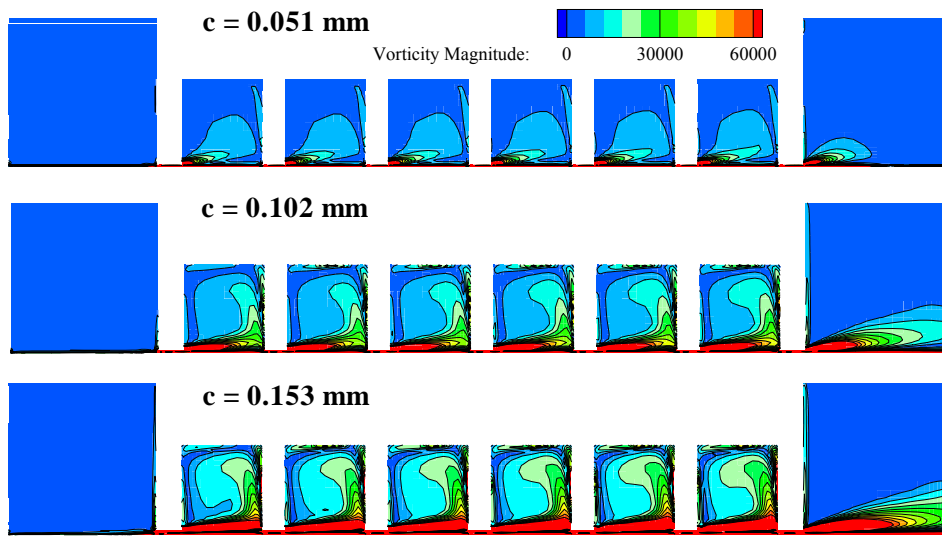 c = 0.051 mm
Vorticity Magnitude: 0 30000 60000
c = 0.102 mm
c = 0.153 mm